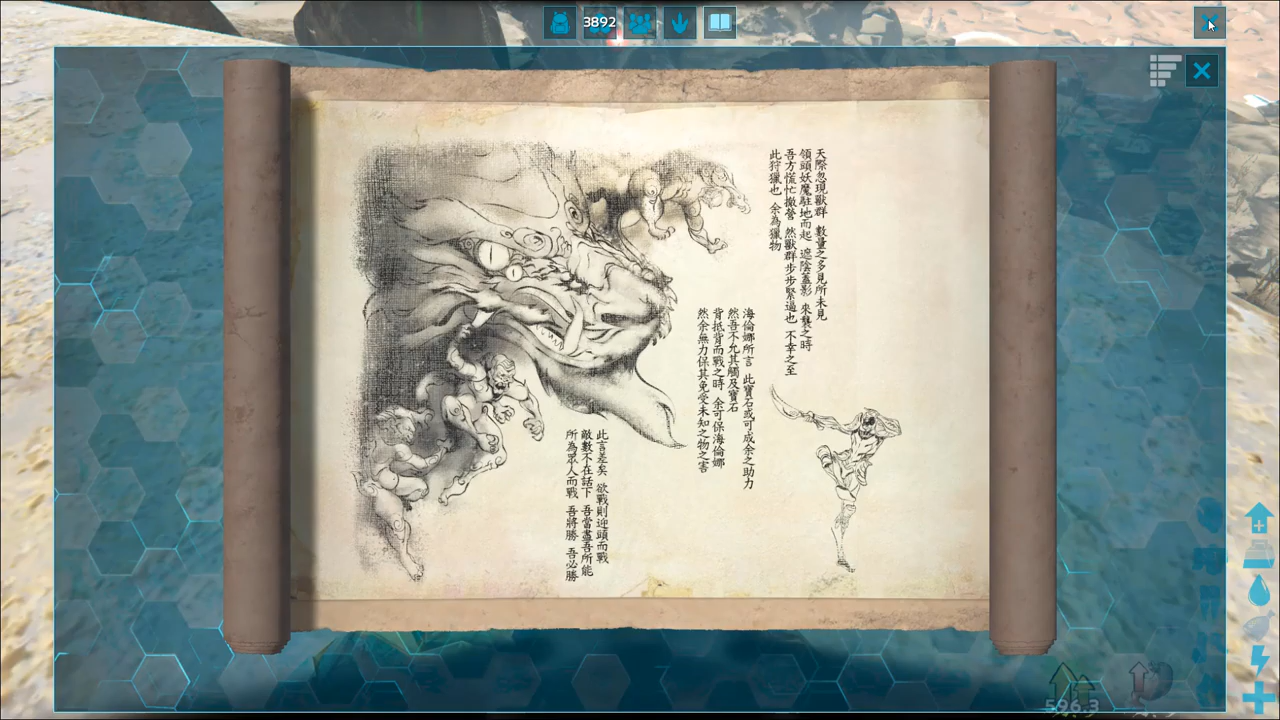 3892
天際忽現獸群 數量之多見所未見
領頭妖魔駐地而起 遮陰蓋影 來襲之時
吾方慌忙撤營 然獸群步步緊逼也 不幸之至
此狩獵也 余為獵物
海倫娜所言 此寶石或可成余之助力
然吾不允其觸及寶石
背抵背而戰之時 余可保海倫娜
然余無力保其免受未知之物之害
此言差矣 欲戰則迎頭而戰
敵數不在話下 吾當盡吾所能
所為眾人而戰 吾將勝 吾必勝
596.3